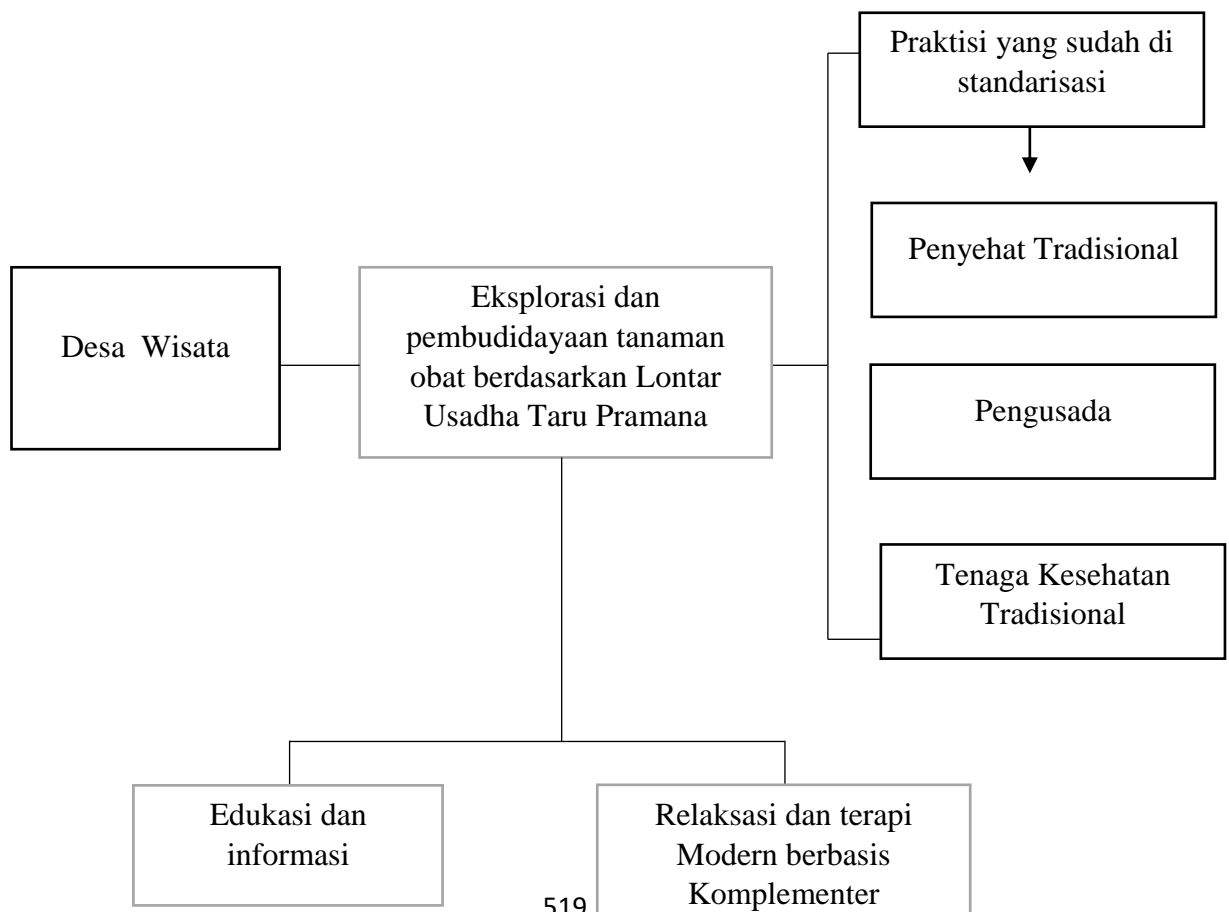 Praktisi yang sudah di
standarisasi
Penyehat Tradisional
Desa Wisata
Eksplorasi dan
pembudidayaan tanaman
obat berdasarkan Lontar
Usadha Taru Pramana
Pengusada
Tenaga Kesehatan
Tradisional
Edukasi dan
informasi
Relaksasi dan terapi
Modern berbasis
Komplementer
519